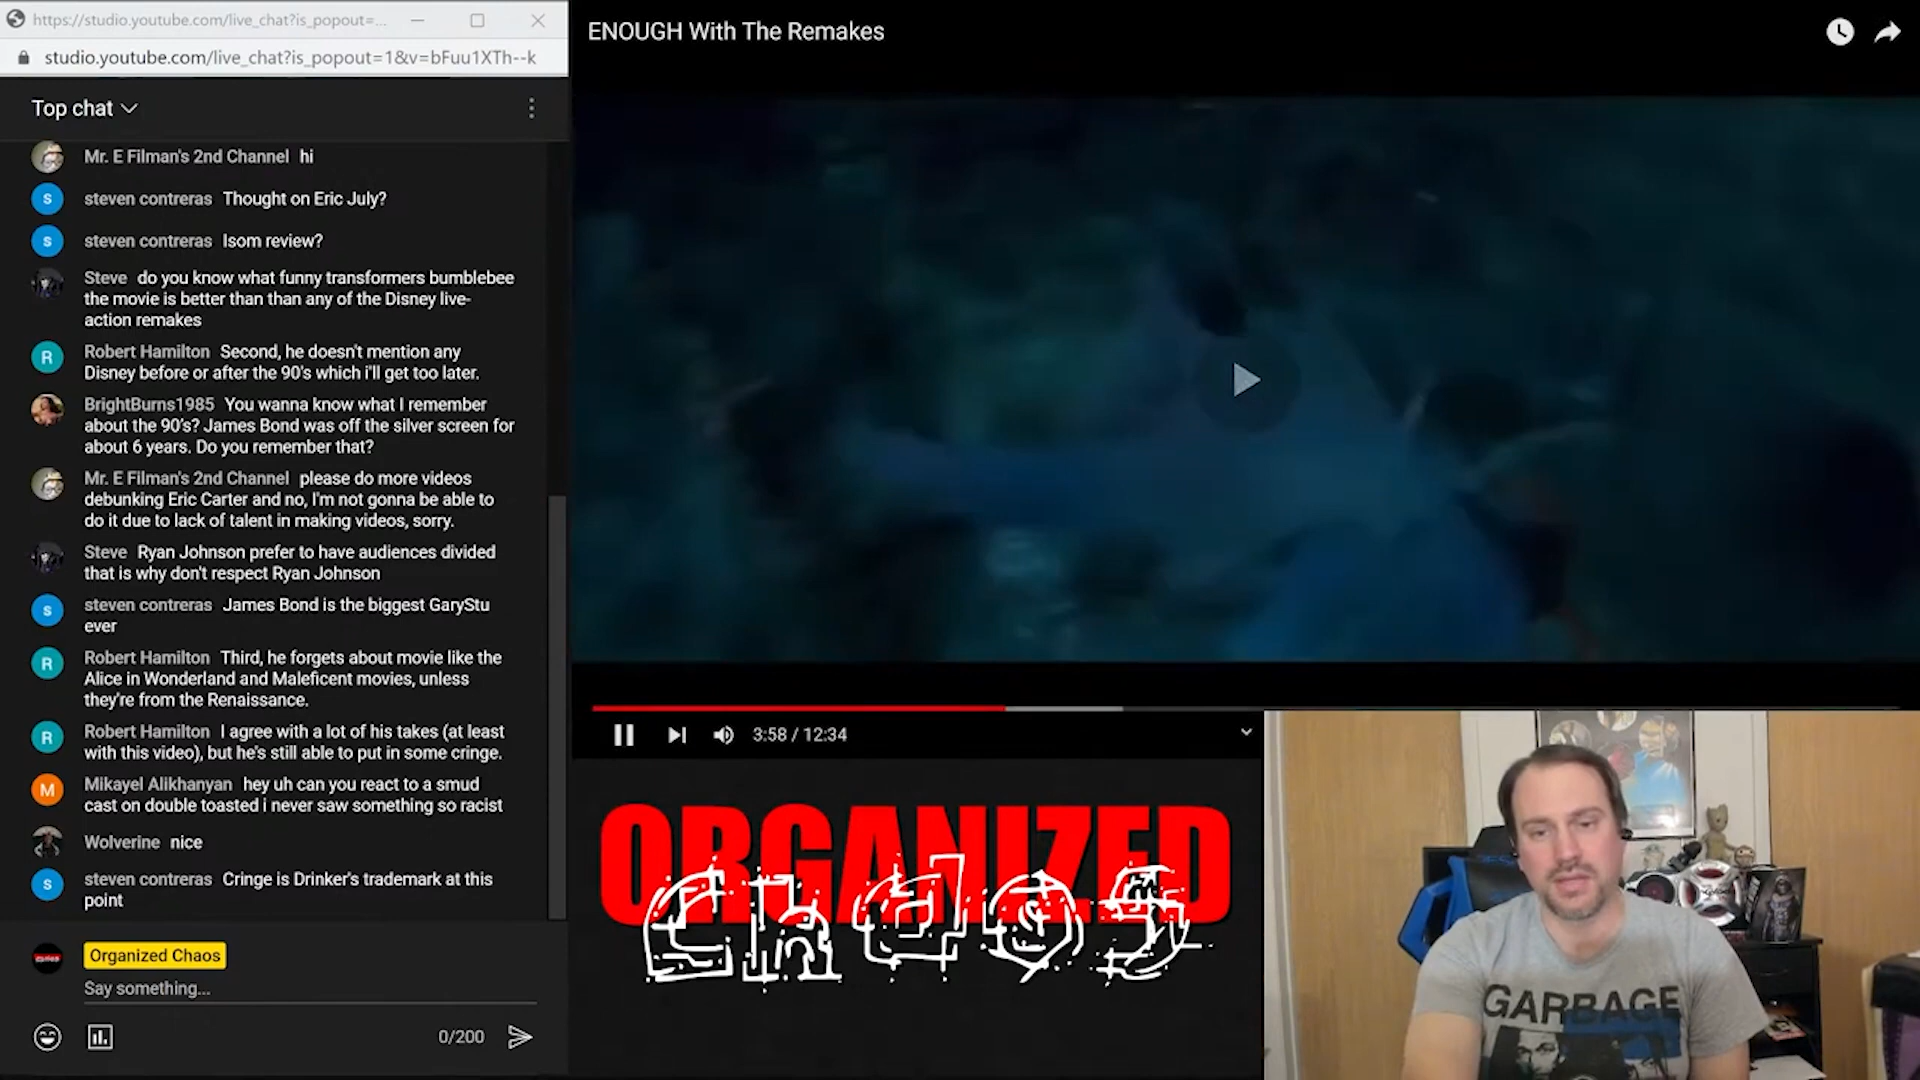 https://studio.youtube.com/live_chat?is_popout=...
studio.youtube.com/live_chat?is_popout=1&v=bFuu1XTh--k
Top chat
Mr. E Filman's 2nd Channel hi
steven contreras Thought on Eric July?
steven contreras Isom review?
Steve do you know what funny transformers bumblebee
the movie is better than than any of the Disney live-
action remakes
Robert Hamilton Second, he doesn't mention any
Disney before or after the 90's which i'll get too later.
BrightBurns1985 You wanna know what I remember
about the 90's? James Bond was off the silver screen for
about 6 years. Do you remember that?
Mr. E Filman's 2nd Channel please do more videos
debunking Eric Carter and no, I'm not gonna be able to
do it due to lack of talent in making videos, sorry.
Steve Ryan Johnson prefer to have audiences divided
that is why don't respect Ryan Johnson
steven contreras James Bond is the biggest GaryStu
ever
Robert Hamilton Third, he forgets about movie like the
Alice in Wonderland and Maleficent movies, unless
they're from the Renaissance.
Robert Hamilton I agree with a lot of his takes (at least
with this video), but he's still able to put in some cringe.
Mikayel Alikhanyan hey uh can you react to a smud
cast on double toasted i never saw something so racist
Wolverine nice
steven contreras Cringe is Drinker's trademark at this
point
Organized Chaos
Say something...
0/200
ENOUGH With The Remakes
3:58 / 12:34
ORGANIZED
chaos
GARBAGE